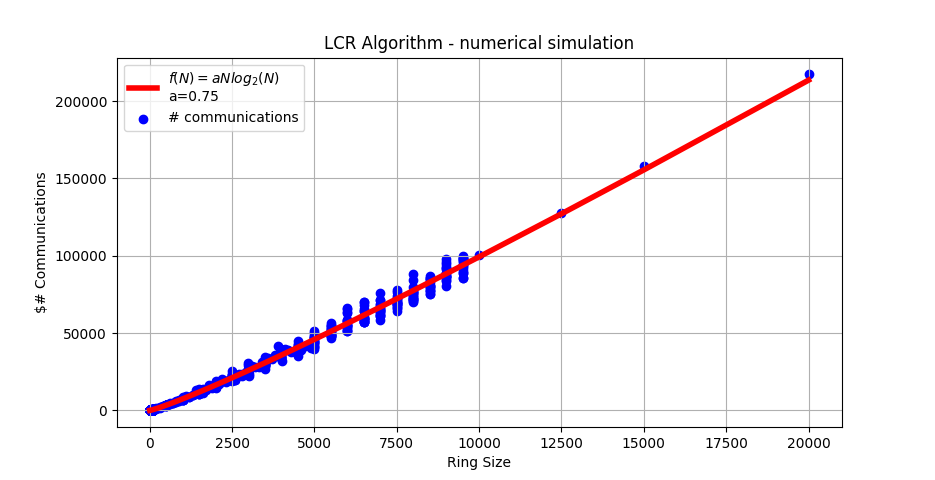 LCR Algorithm - numerical simulation
f(N) = aNlog₂(N)
a=0.75
# communications
200000
150000
100000
50000
0
$# Communications
0 2500 5000 7500 10000 12500 15000 17500 20000
Ring Size